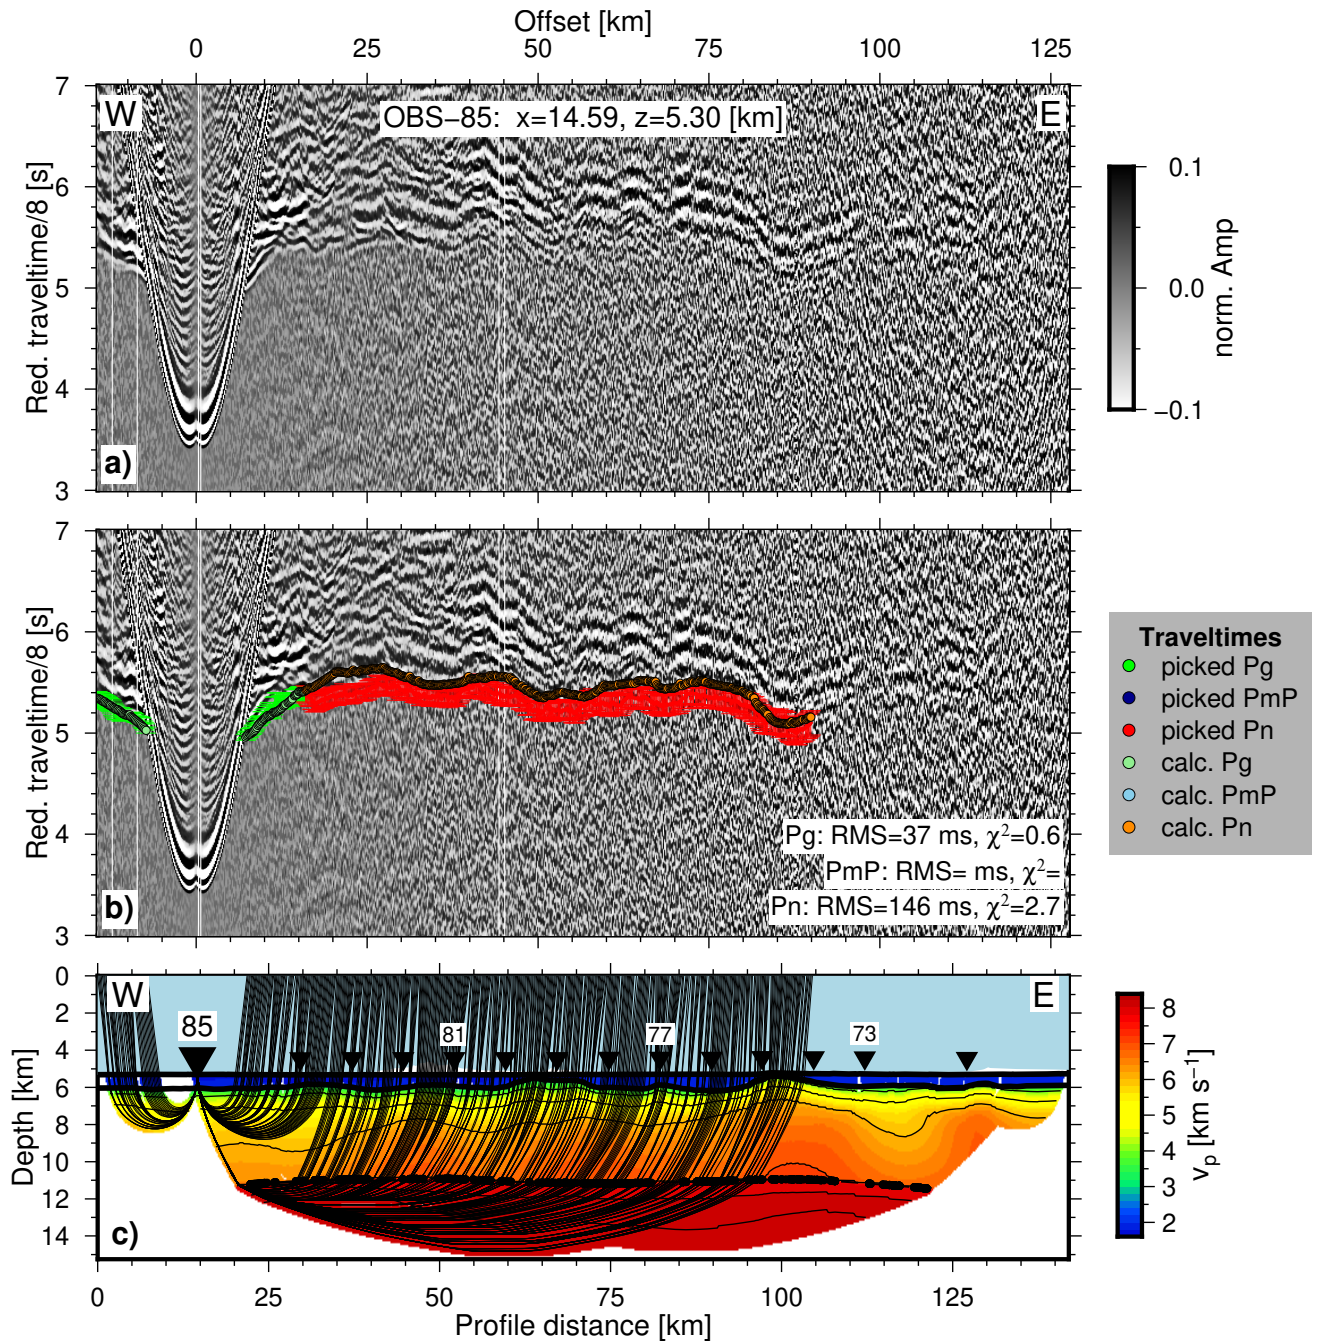 Offset [km]
0 25 50 75 100 125
W
OBS−85: x=14.59, z=5.30 [km]
E
7
6
5
4
3
Red. traveltime/8 [s]
a)
0.1
0.0
−0.1
norm. Amp
7
6
5
4
3
Red. traveltime/8 [s]
b)
Pg: RMS=37 ms, χ²=0.6
PmP: RMS= ms, χ²=
Pn: RMS=146 ms, χ²=2.7
Traveltimes
picked Pg
picked PmP
picked Pn
calc. Pg
calc. PmP
calc. Pn
W
E
85
81
77
73
0
2
4
6
8
10
12
14
Depth [km]
c)
0 25 50 75 100 125
Profile distance [km]
8
7
6
5
4
3
2
vₚ [km s⁻¹]